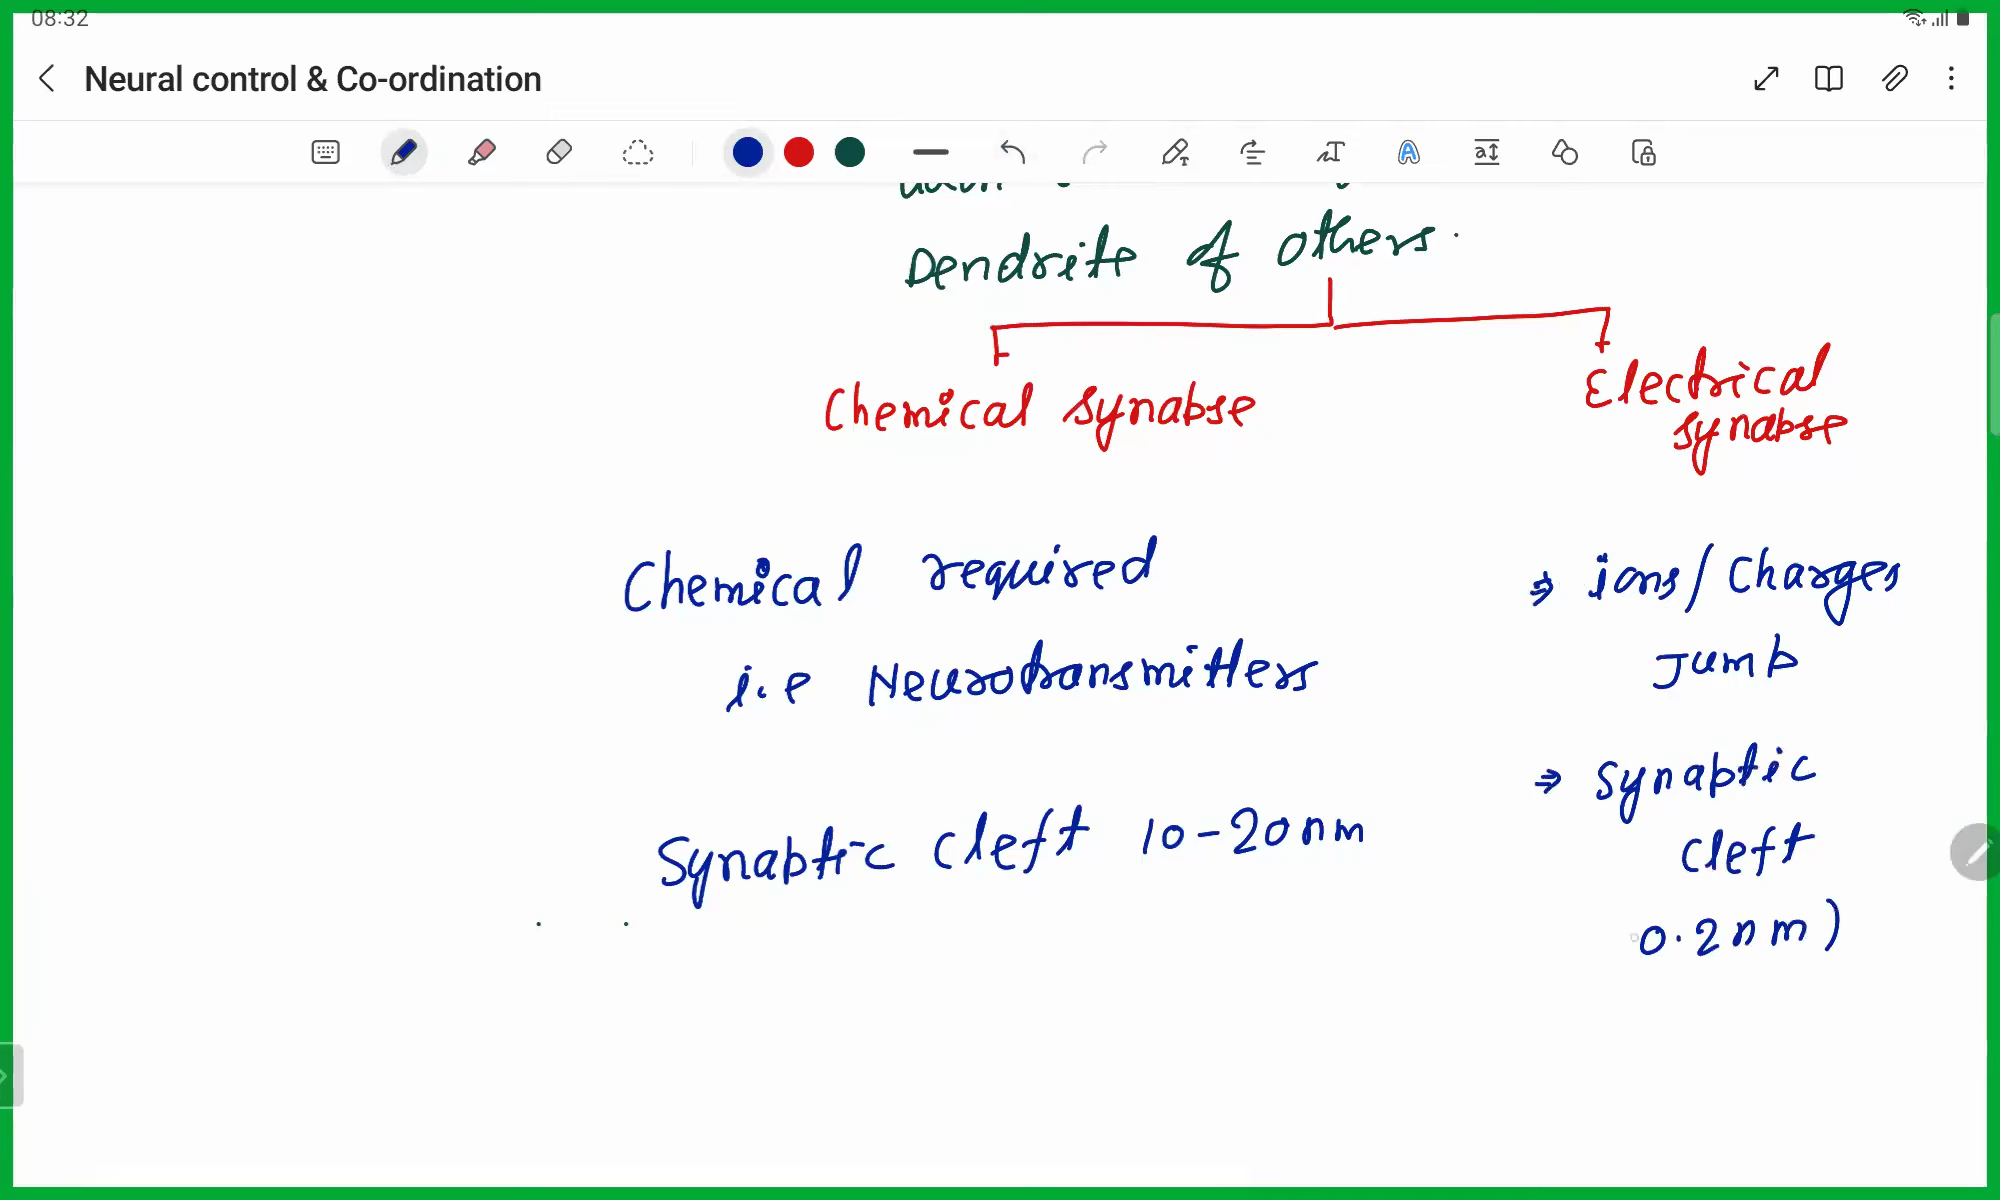 08:32
Neural control & Co-ordination
Dendrite of others.
Chemical synapse
Electrical
synapse
Chemical required
i.e Neurotransmitters
Synaptic cleft 10-20nm
⇒ ions/Charges
Jump
⇒ Synaptic
cleft
0.2nm)